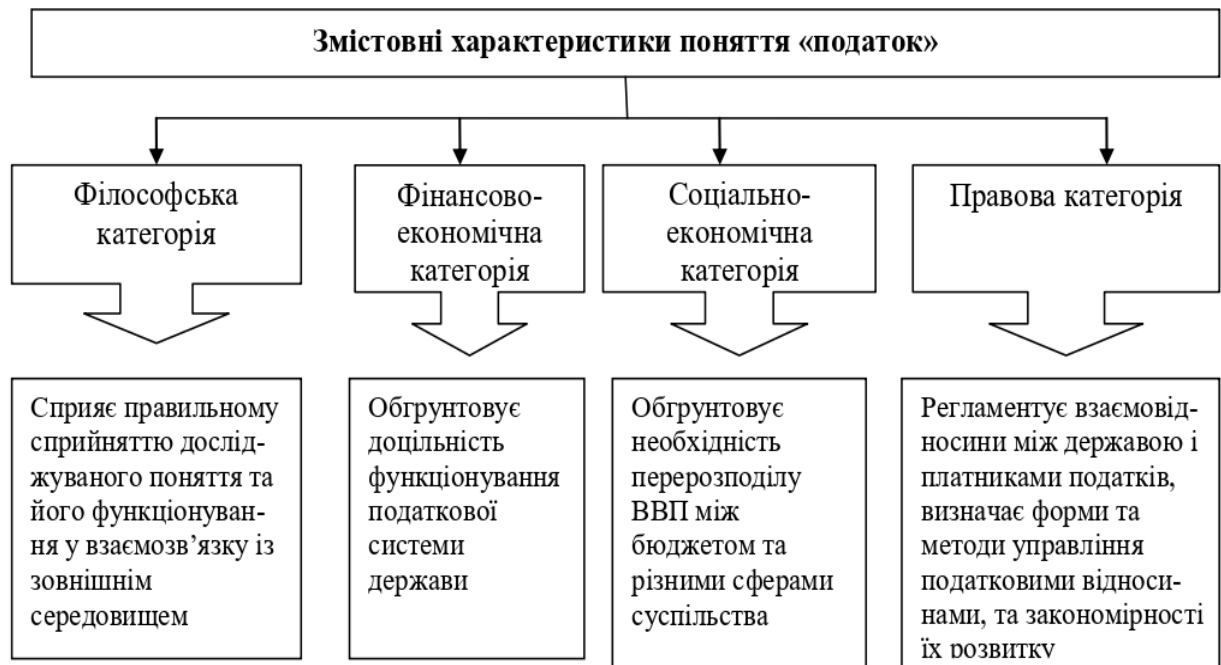 Змістовні характеристики поняття «податок»
Філософська
категорія
Фінансово-
економічна
категорія
Соціально-
економічна
категорія
Правова категорія
Сприяє правильному
сприйняттю дослід-
жуваного поняття та
його функціонуван-
ня у взаємозв’язку із
зовнішнім
середовищем
Обгрунтовує
доцільність
функціонування
податкової
системи
держави
Обгрунтовує
необхідність
перерозподілу
ВВП між
бюджетом та
різними сферами
суспільства
Регламентує взаємовід-
носини між державою і
платниками податків,
визначає форми та
методи управління
податковими відноси-
нами, та закономірності
їх розвитку